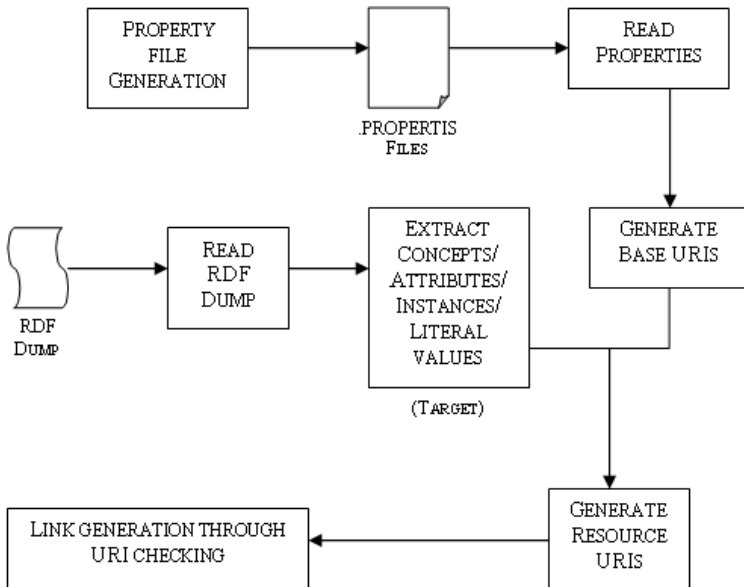 PROPERTY
FILE
GENERATION
.PROPERTIS
FILES
READ
PROPERTIES
RDF
DUMP
READ
RDF
DUMP
EXTRACT
CONCEPTS/
ATTRIBUTES/
INSTANCES/
LITERAL
VALUES
(TARGET)
GENERATE
BASE URIS
GENERATE
RESOURCE
URIS
LINK GENERATION THROUGH
URI CHECKING